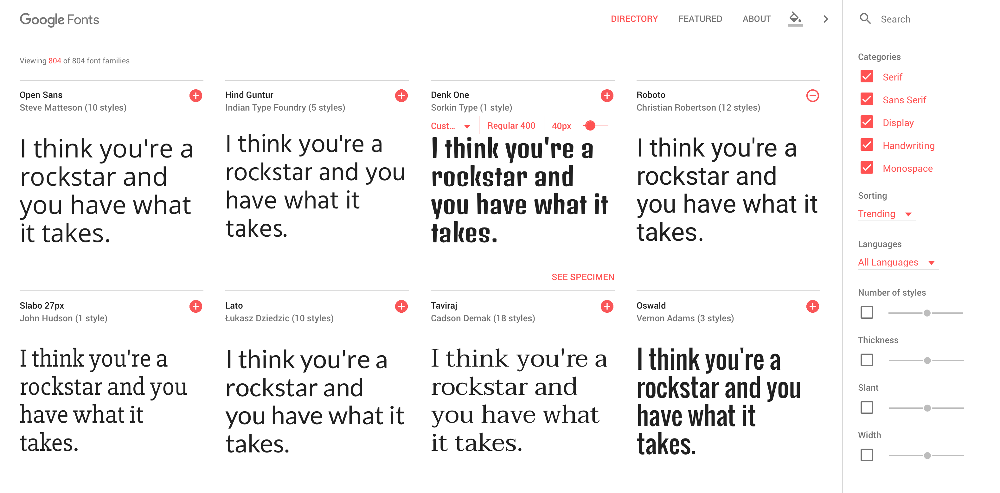 Google Fonts
DIRECTORY
FEATURED
ABOUT
Search
Viewing 804 of 804 font families
Open Sans
Steve Matteson (10 styles)
I think you're a
rockstar and
you have what
it takes.
Hind Guntur
Indian Type Foundry (5 styles)
I think you're a
rockstar and you
have what it
takes.
Denk One
Sorkin Type (1 style)
Cust...
Regular 400
40px
I think you're a
rockstar and
you have what it
takes.
SEE SPECIMEN
Roboto
Christian Robertson (12 styles)
I think you're a
rockstar and
you have what it
takes.
Slabo 27px
John Hudson (1 style)
I think you're a
rockstar and you
have what it
takes.
Lato
Łukasz Dziedzic (10 styles)
I think you're a
rockstar and
you have what it
takes.
Taviraj
Cadson Demak (18 styles)
I think you're a
rockstar and
you have what
it takes.
Oswald
Vernon Adams (3 styles)
I think you're a
rockstar and you
have what it
takes.
Categories
Serif
Sans Serif
Display
Handwriting
Monospace
Sorting
Trending
Languages
All Languages
Number of styles
Thickness
Slant
Width